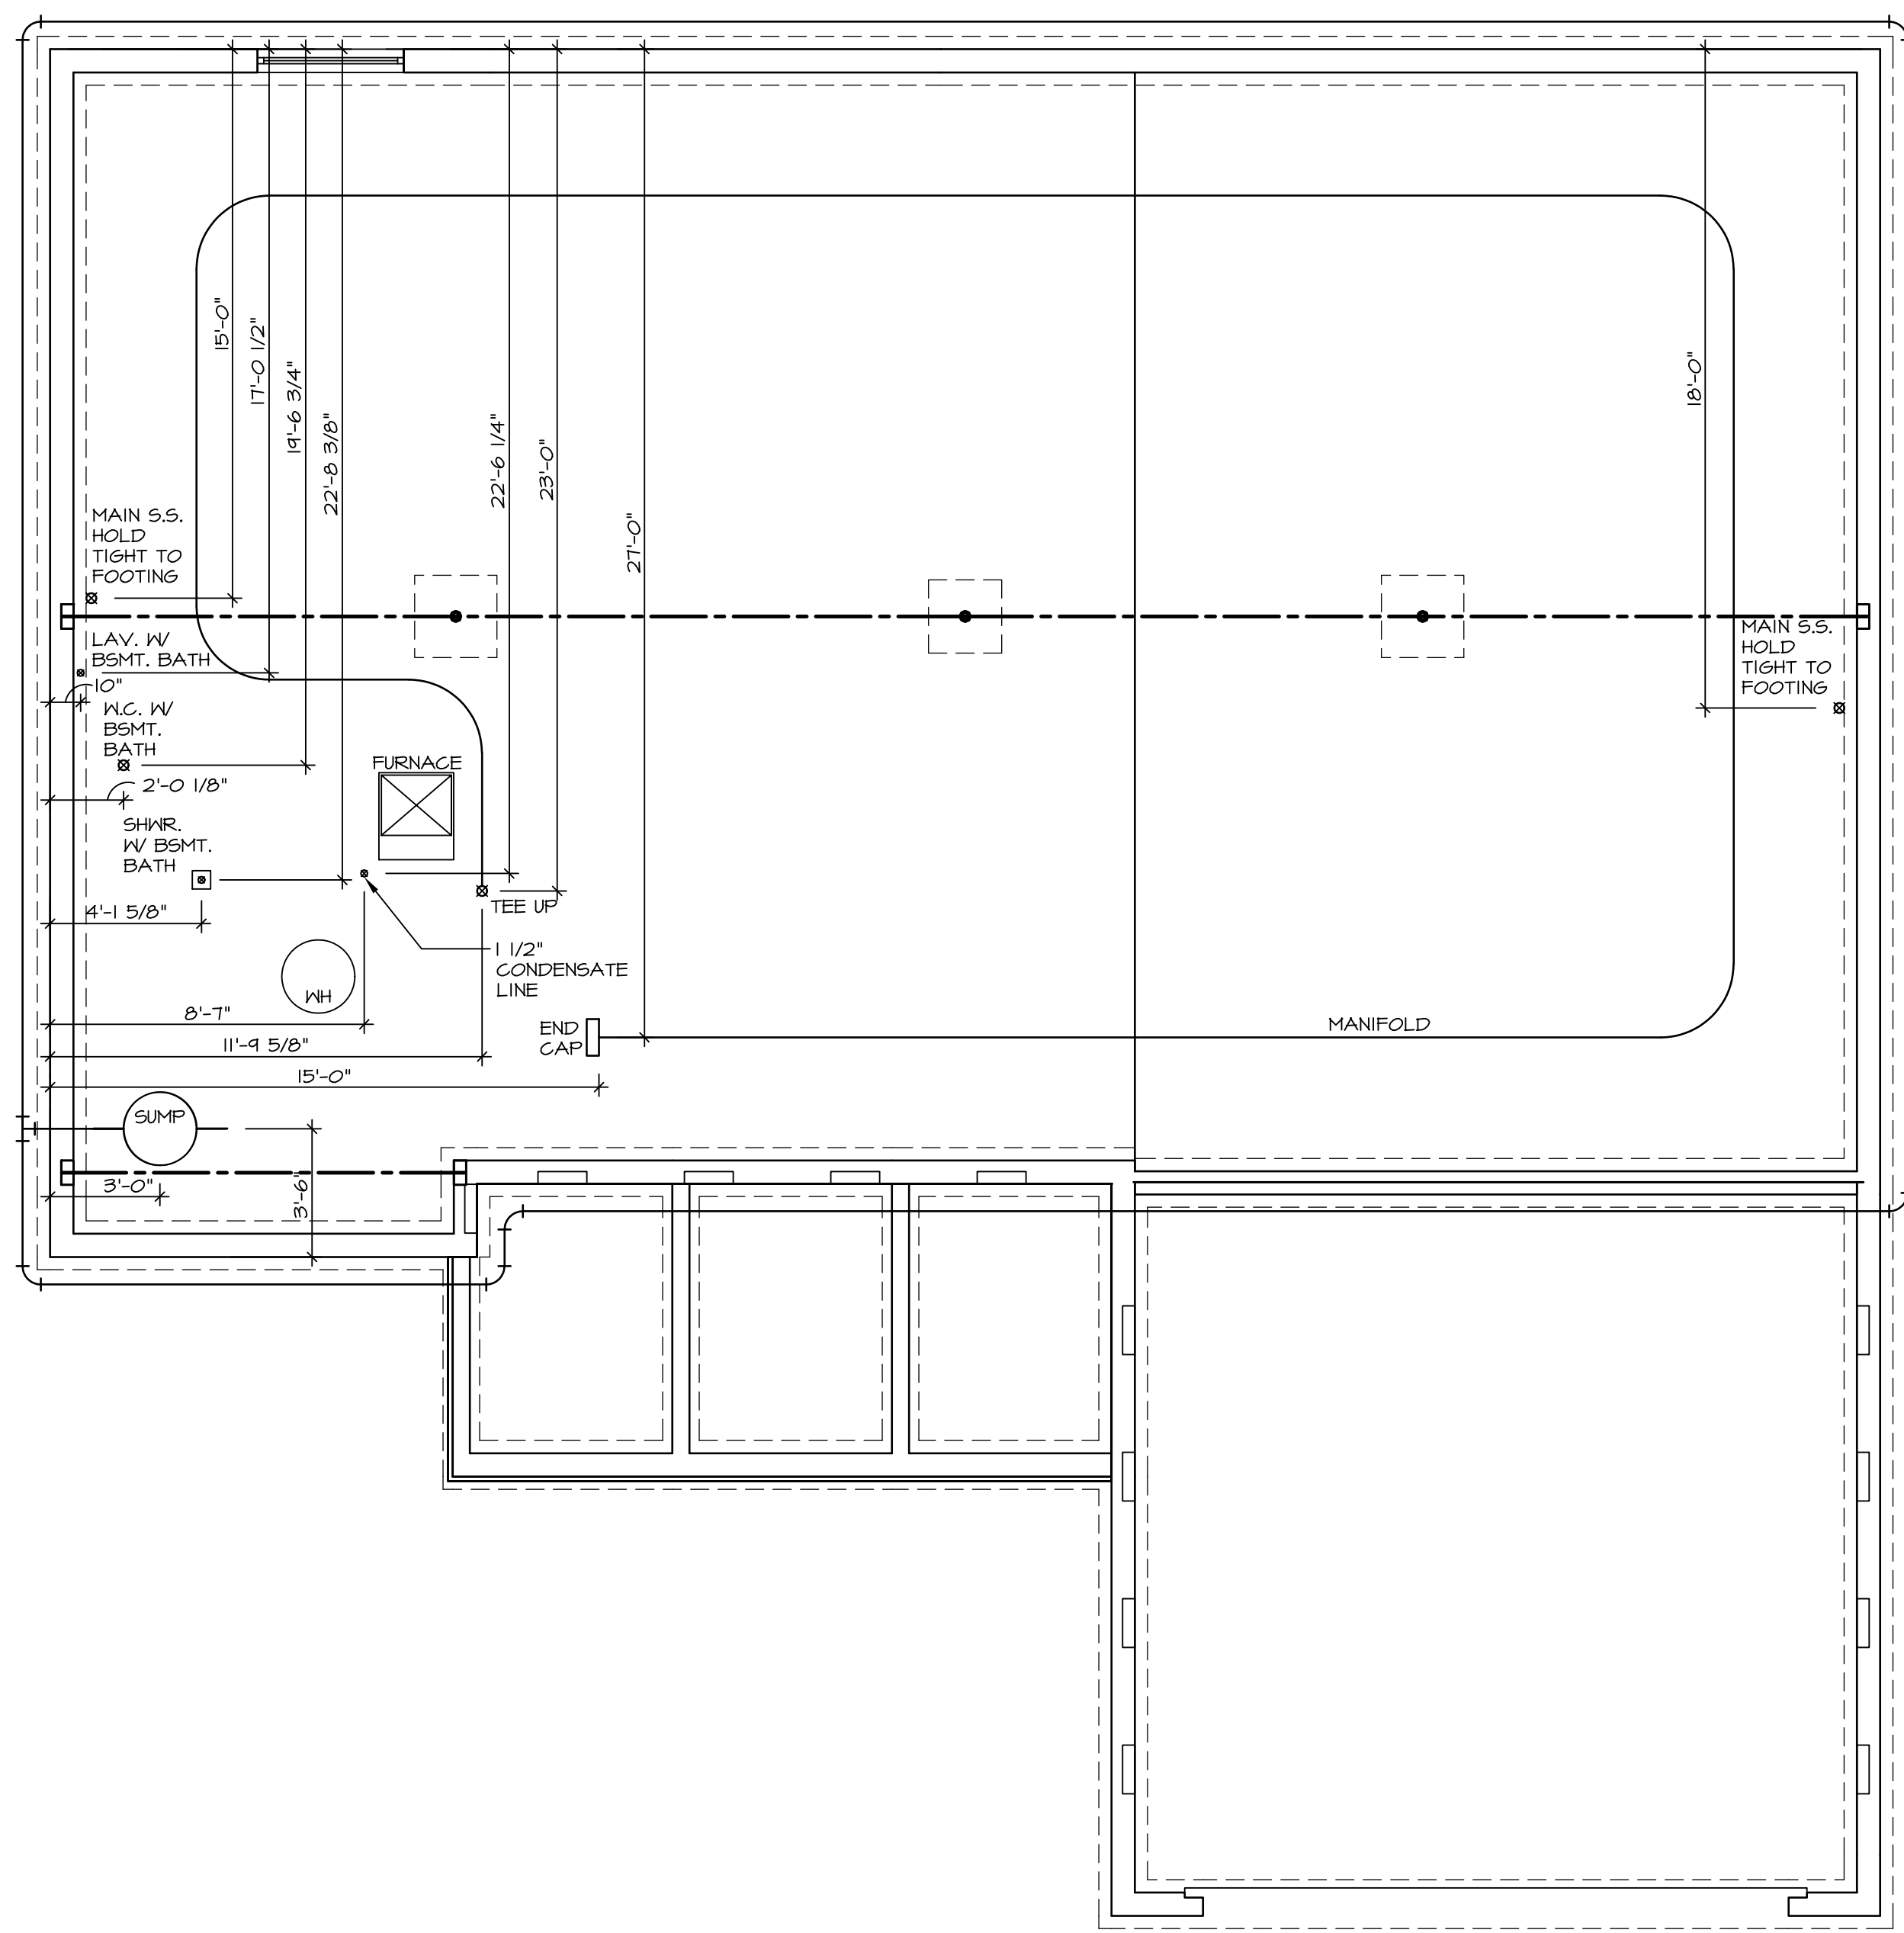 15'-0"
17'-0 1/2"
19'-6 3/4"
22'-8 3/8"
22'-6 1/4"
23'-0"
27'-0"
18'-0"
MAIN S.S.
HOLD
TIGHT TO
FOOTING
LAV. W/
BSMT. BATH
10"
W.C. W/
BSMT.
BATH
2'-0 1/8"
SHWR.
W/ BSMT.
BATH
4'-1 5/8"
FURNACE
TEE UP
1 1/2"
CONDENSATE
LINE
WH
8'-7"
11'-9 5/8"
15'-0"
END
CAP
MANIFOLD
MAIN S.S.
HOLD
TIGHT TO
FOOTING
SUMP
3'-0"
3'-6"